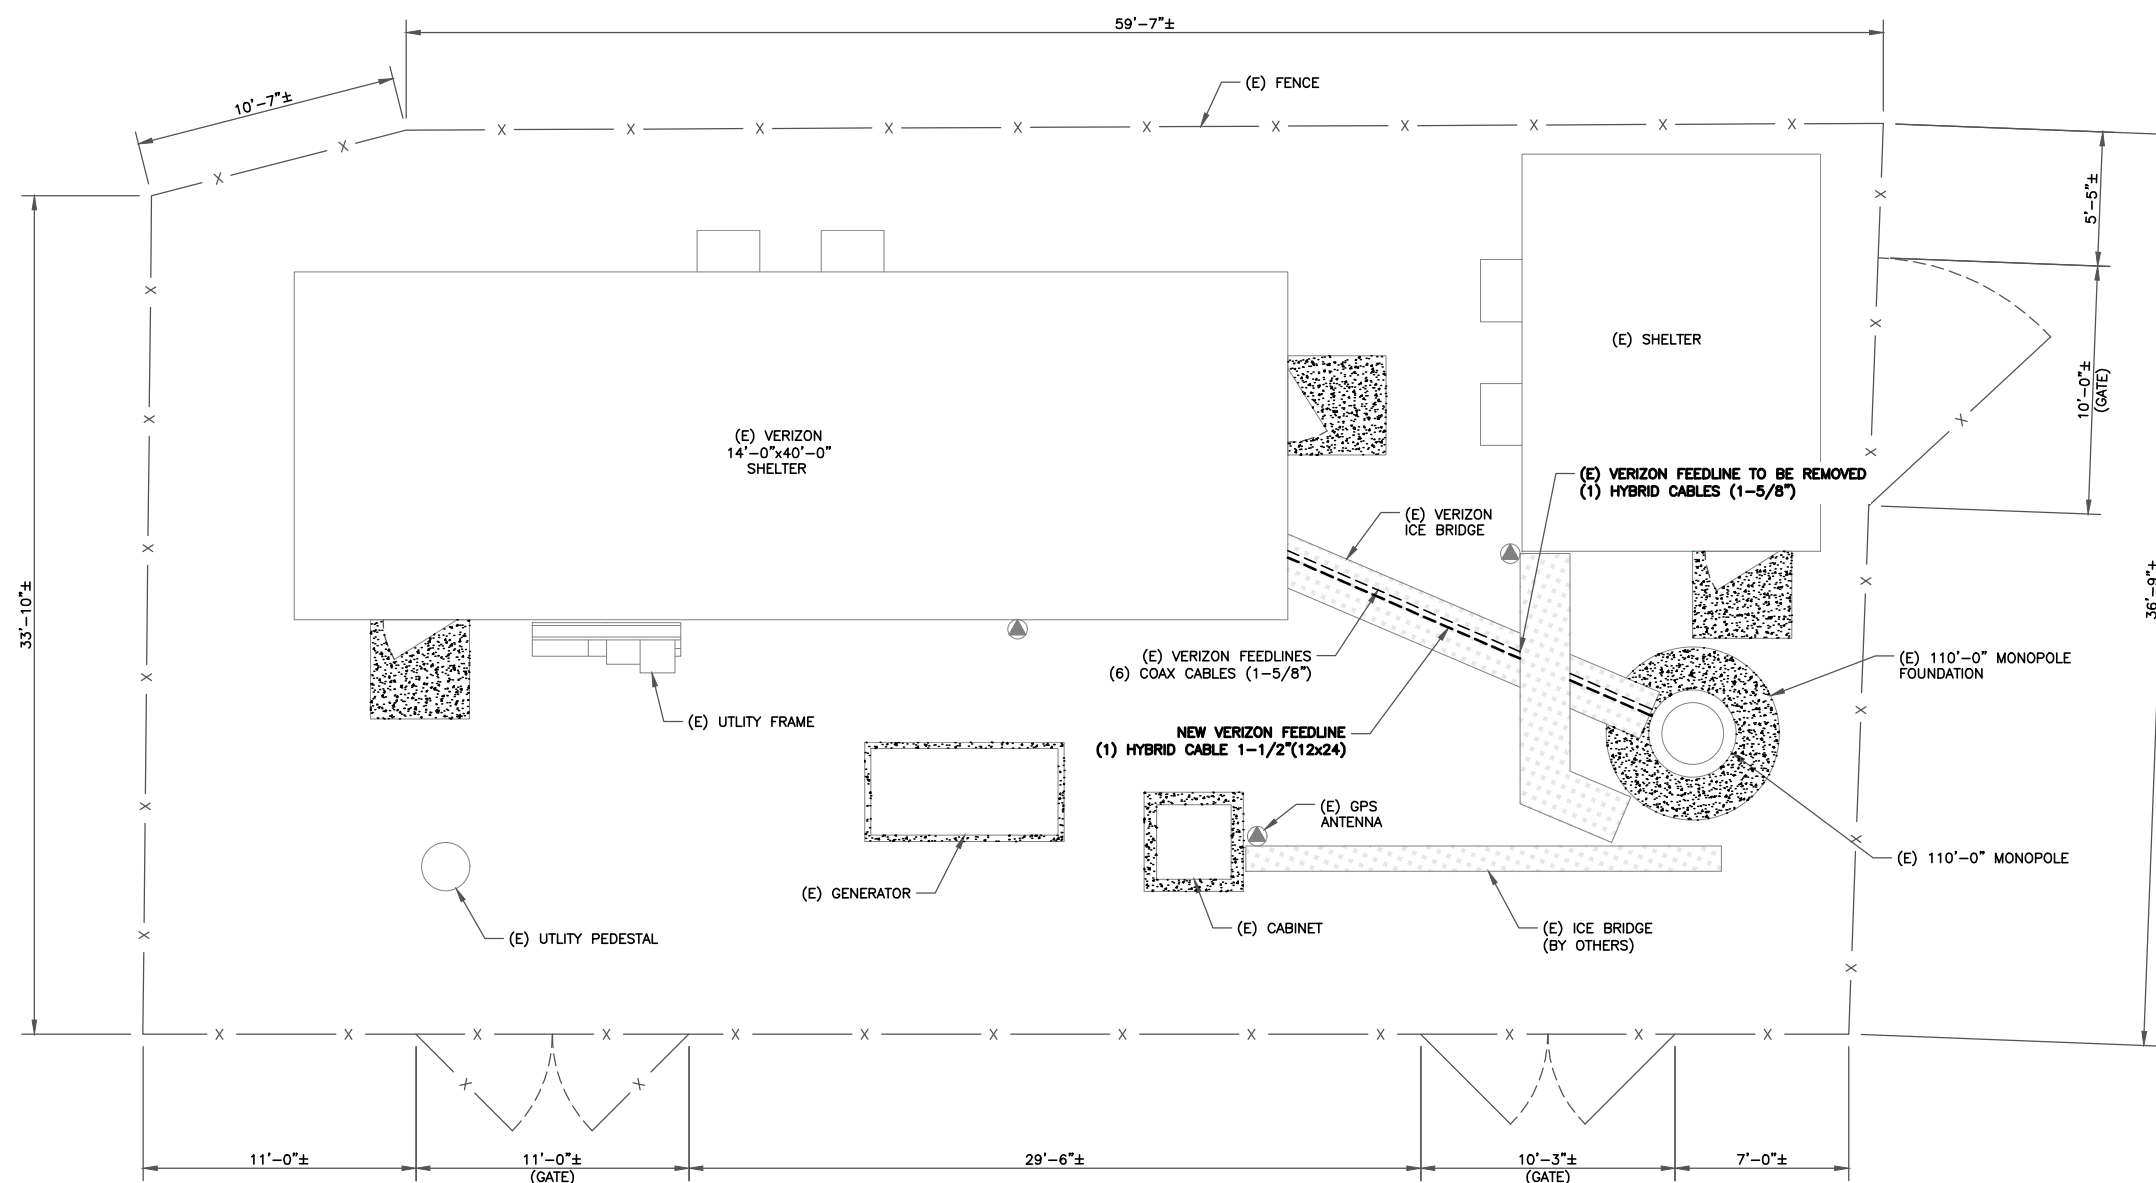 59'-7"±
10'-7"±
(E) FENCE
5'-5"±
10'-0"±
(GATE)
33'-10"±
36'-9"±
(E) SHELTER
(E) VERIZON
14'-0"x40'-0"
SHELTER
(E) VERIZON FEEDLINE TO BE REMOVED
(1) HYBRID CABLES (1-5/8")
(E) VERIZON
ICE BRIDGE
(E) VERIZON FEEDLINES
(6) COAX CABLES (1-5/8")
(E) 110'-0" MONOPOLE
FOUNDATION
(E) UTLITY FRAME
NEW VERIZON FEEDLINE
(1) HYBRID CABLE 1-1/2"(12x24)
(E) GPS
ANTENNA
(E) 110'-0" MONOPOLE
(E) GENERATOR
(E) CABINET
(E) ICE BRIDGE
(BY OTHERS)
(E) UTLITY PEDESTAL
11'-0"±
11'-0"±
(GATE)
29'-6"±
10'-3"±
(GATE)
7'-0"±